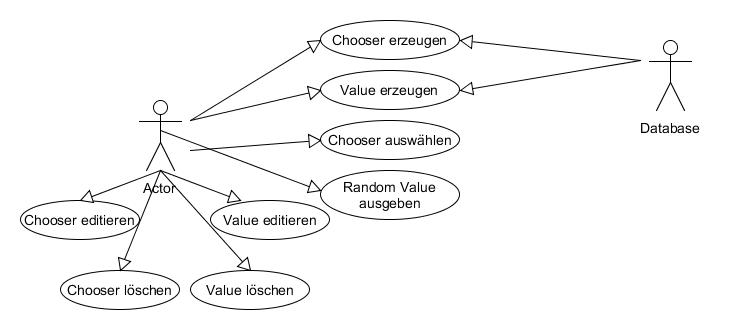 Chooser erzeugen
Value erzeugen
Database
Chooser auswählen
Random Value
ausgeben
Actor
Chooser editieren
Value editieren
Chooser löschen
Value löschen